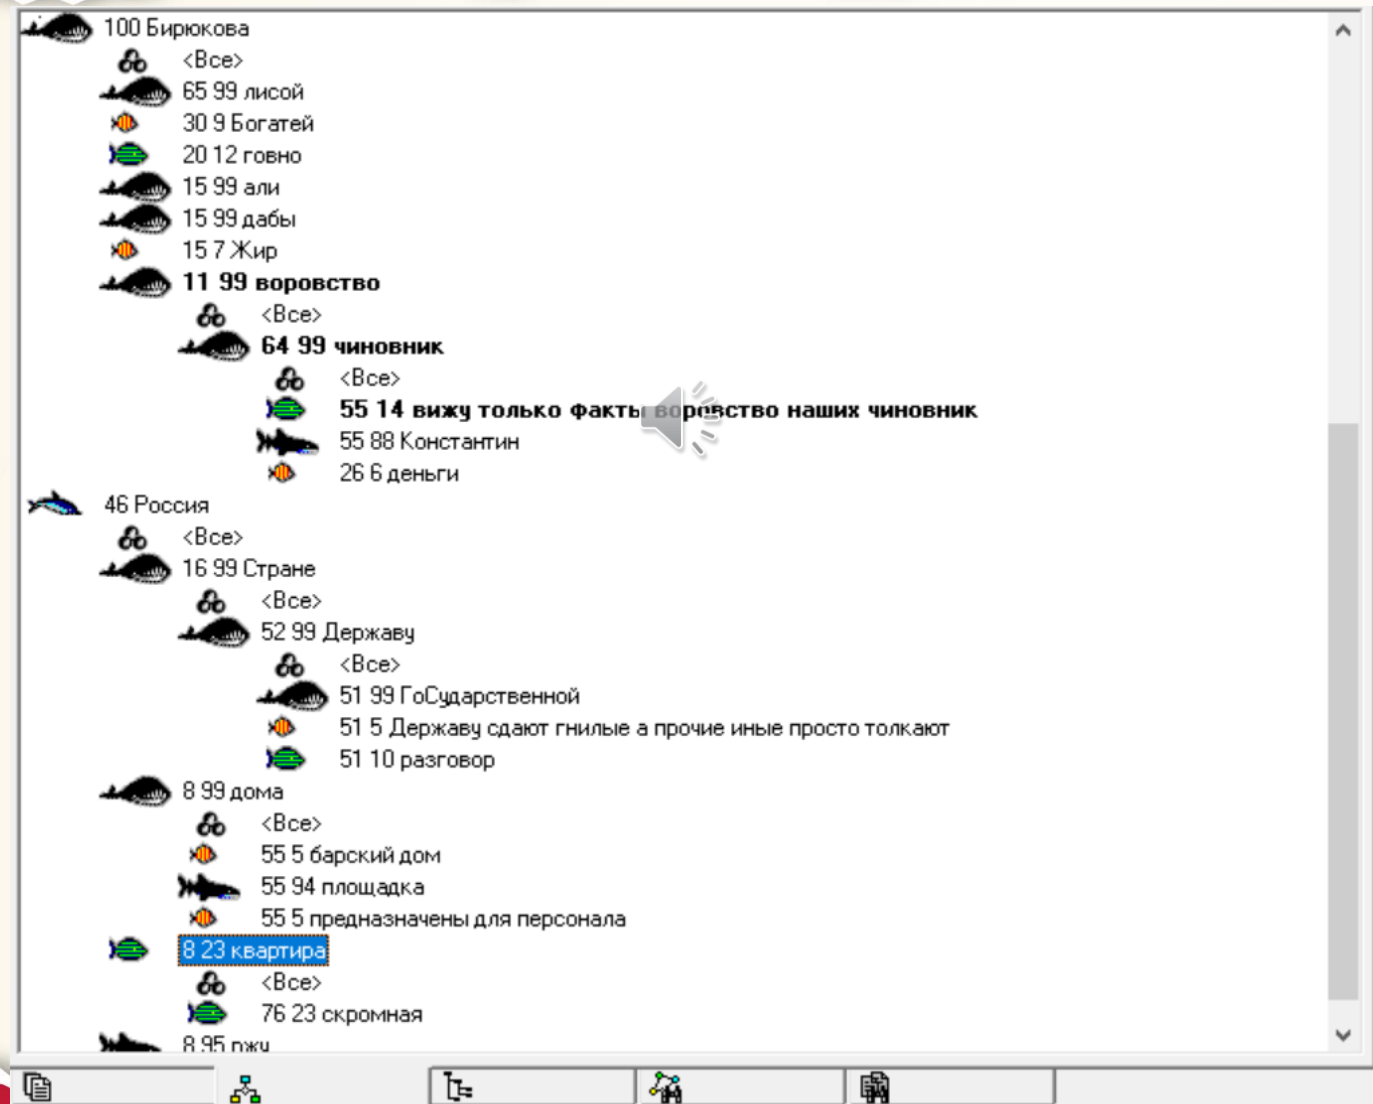 100 Бирюкова
<Все>
65 99 лисой
30 9 Богатей
20 12 говно
15 99 али
15 99 дабы
15 7 Жир
11 99 воровство
<Все>
64 99 чиновник
<Все>
55 14 вижу только факты воровство наших чиновник
55 88 Константин
26 6 деньги
46 Россия
<Все>
16 99 Стране
<Все>
52 99 Державу
<Все>
51 99 ГоСударственной
51 5 Державу сдают гнилые а прочие иные просто толкают
51 10 разговор
8 99 дома
<Все>
55 5 барский дом
55 94 площадка
55 5 предназначены для персонала
8 23 квартира
<Все>
76 23 скромная
8 95 ржу